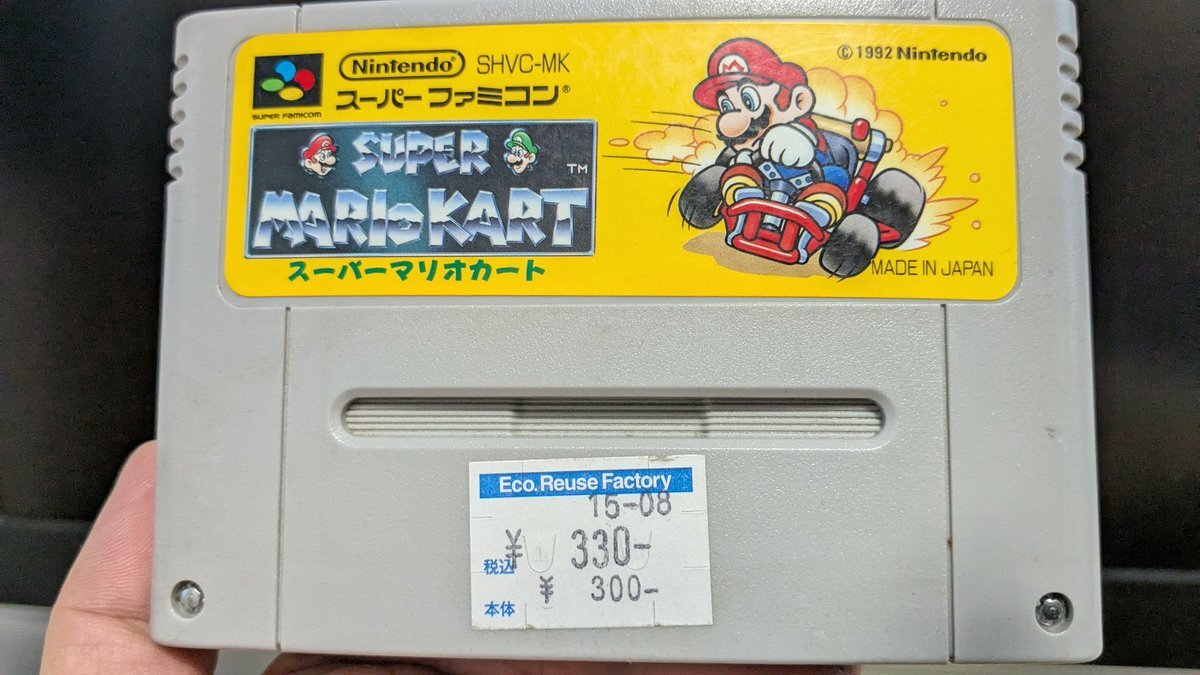 Nintendo® SHVC-MK
スーパーファミコン®
SUPER FAMICOM
SUPER
MARIO KART™
スーパーマリオカート
©1992 Nintendo
M
MADE IN JAPAN
Eco. Reuse Factory
15-08
税込 ¥ 330-
本体 ¥ 300-